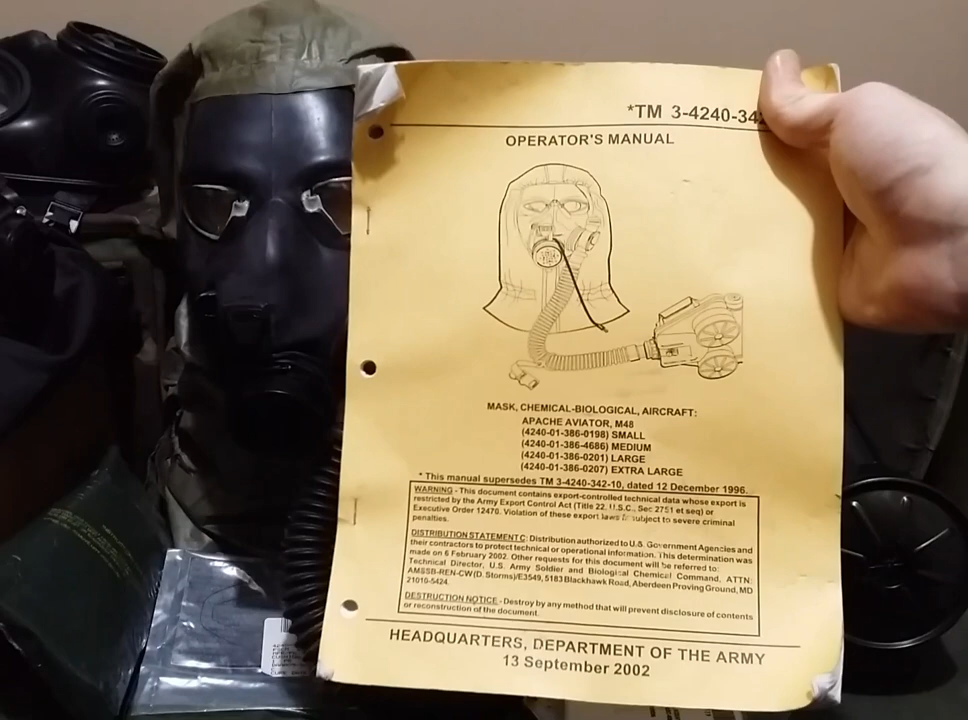 *TM 3-4240-342
OPERATOR'S MANUAL
MASK, CHEMICAL-BIOLOGICAL, AIRCRAFT:
APACHE AVIATOR, M48
(4240-01-386-0198) SMALL
(4240-01-386-4686) MEDIUM
(4240-01-386-0201) LARGE
(4240-01-386-0207) EXTRA LARGE
* This manual supersedes TM 3-4240-342-10, dated 12 December 1996.
WARNING - This document contains export-controlled technical data whose export is
restricted by the Army Export Control Act (Title 22, U.S.C., Sec 2751 et seq) or
Executive Order 12470. Violation of these export laws is subject to severe criminal
penalties.
DISTRIBUTION STATEMENT C: Distribution authorized to U.S. Government Agencies and
their contractors to protect technical or operational information. This determination was
made on 6 February 2002. Other requests for this document will be referred to:
Technical Director, U.S. Army Soldier and Biological Chemical Command, ATTN:
AMSSB-REN-CW(D. Storms)/E3549, 5183 Blackhawk Road, Aberdeen Proving Ground, MD
21010-5424.
DESTRUCTION NOTICE - Destroy by any method that will prevent disclosure of contents
or reconstruction of the document.
HEADQUARTERS, DEPARTMENT OF THE ARMY
13 September 2002